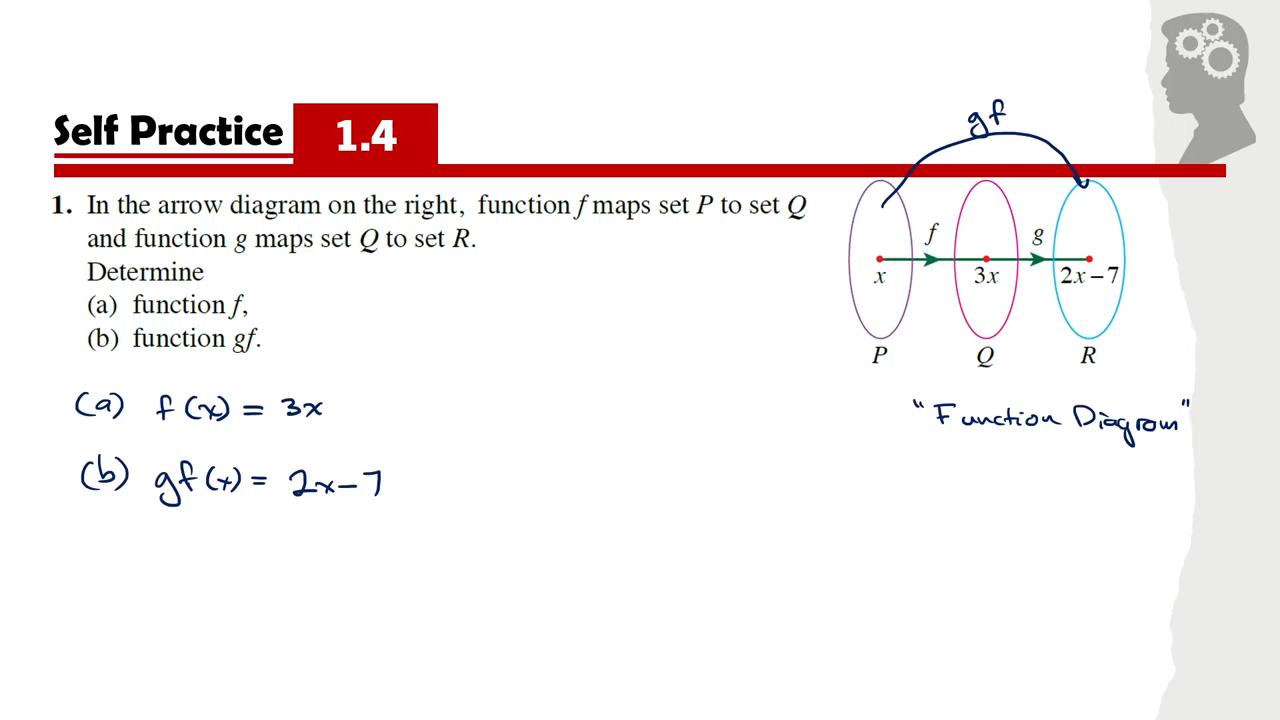 gf
Self Practice 1.4
1. In the arrow diagram on the right, function f maps set P to set Q
and function g maps set Q to set R.
Determine
(a) function f,
(b) function gf.
f g
x 3x 2x – 7
P Q R
(a) f(x) = 3x
"Function Diagram"
(b) gf(x) = 2x – 7